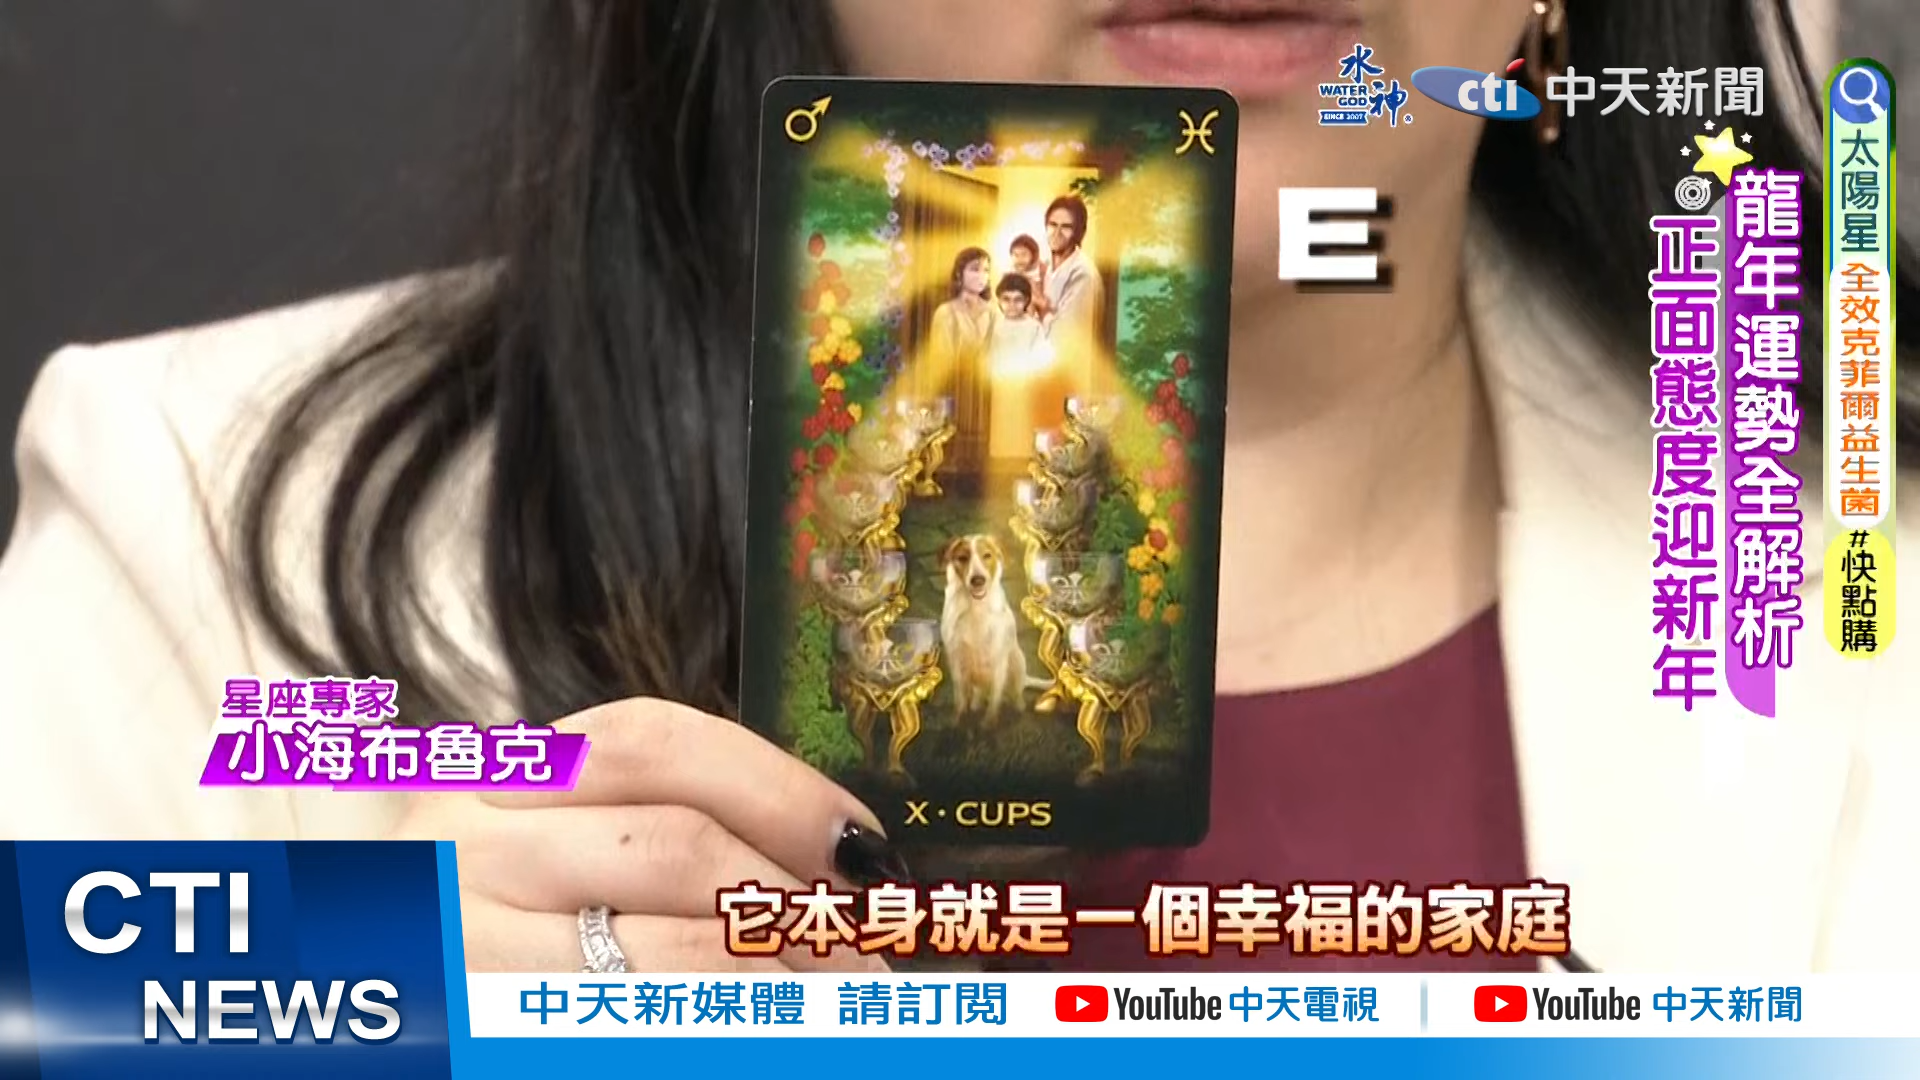 水神
WATER GOD
SINCE 2007
cti 中天新聞
E
龍年運勢全解析
正面態度迎新年
太陽星
全效克菲爾益生菌
#快點購
X · CUPS
星座專家
小海布魯克
它本身就是一個幸福的家庭
CTI
NEWS
中天新媒體 請訂閱 YouTube 中天電視 | YouTube 中天新聞